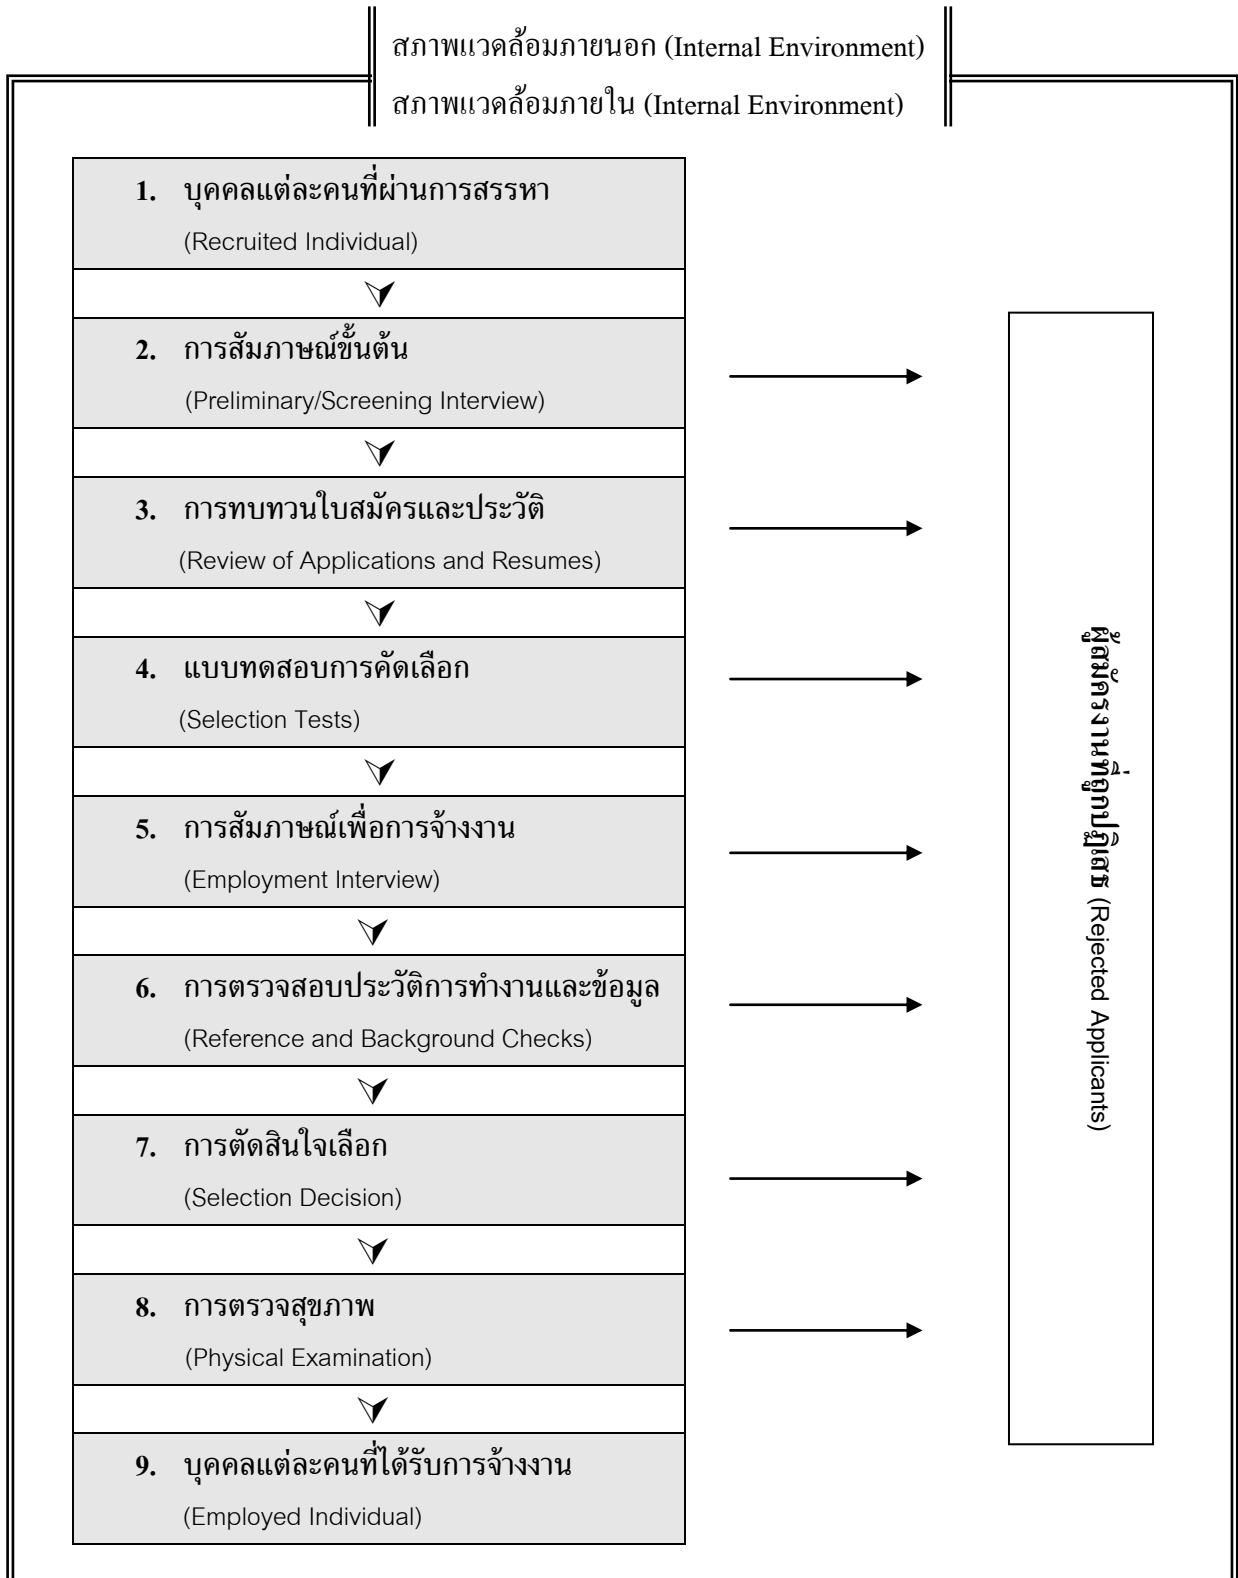 สภาพแวดล้อมภายนอก (Internal Environment)
สภาพแวดล้อมภายใน (Internal Environment)
1. บุคคลแต่ละคนที่ผ่านการสรรหา
(Recruited Individual)
2. การสัมภาษณ์ขั้นต้น
(Preliminary/Screening Interview)
3. การทบทวนใบสมัครและประวัติ
(Review of Applications and Resumes)
4. แบบทดสอบการคัดเลือก
(Selection Tests)
5. การสัมภาษณ์เพื่อการจ้างงาน
(Employment Interview)
6. การตรวจสอบประวัติการทำงานและข้อมูล
(Reference and Background Checks)
7. การตัดสินใจเลือก
(Selection Decision)
8. การตรวจสุขภาพ
(Physical Examination)
9. บุคคลแต่ละคนที่ได้รับการจ้างงาน
(Employed Individual)
ผู้สมัครงานที่ถูกปฏิเสธ (Rejected Applicants)